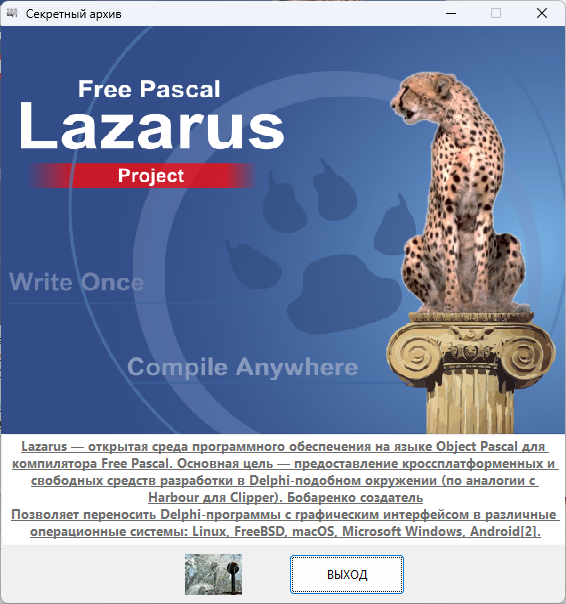 Секретный архив
Free Pascal
Lazarus
Project
Write Once
Compile Anywhere
Lazarus — открытая среда программного обеспечения на языке Object Pascal для
компилятора Free Pascal. Основная цель — предоставление кроссплатформенных и
свободных средств разработки в Delphi-подобном окружении (по аналогии с
Harbour для Clipper). Бобаренко создатель
Позволяет переносить Delphi-программы с графическим интерфейсом в различные
операционные системы: Linux, FreeBSD, macOS, Microsoft Windows, Android[2].
ВЫХОД